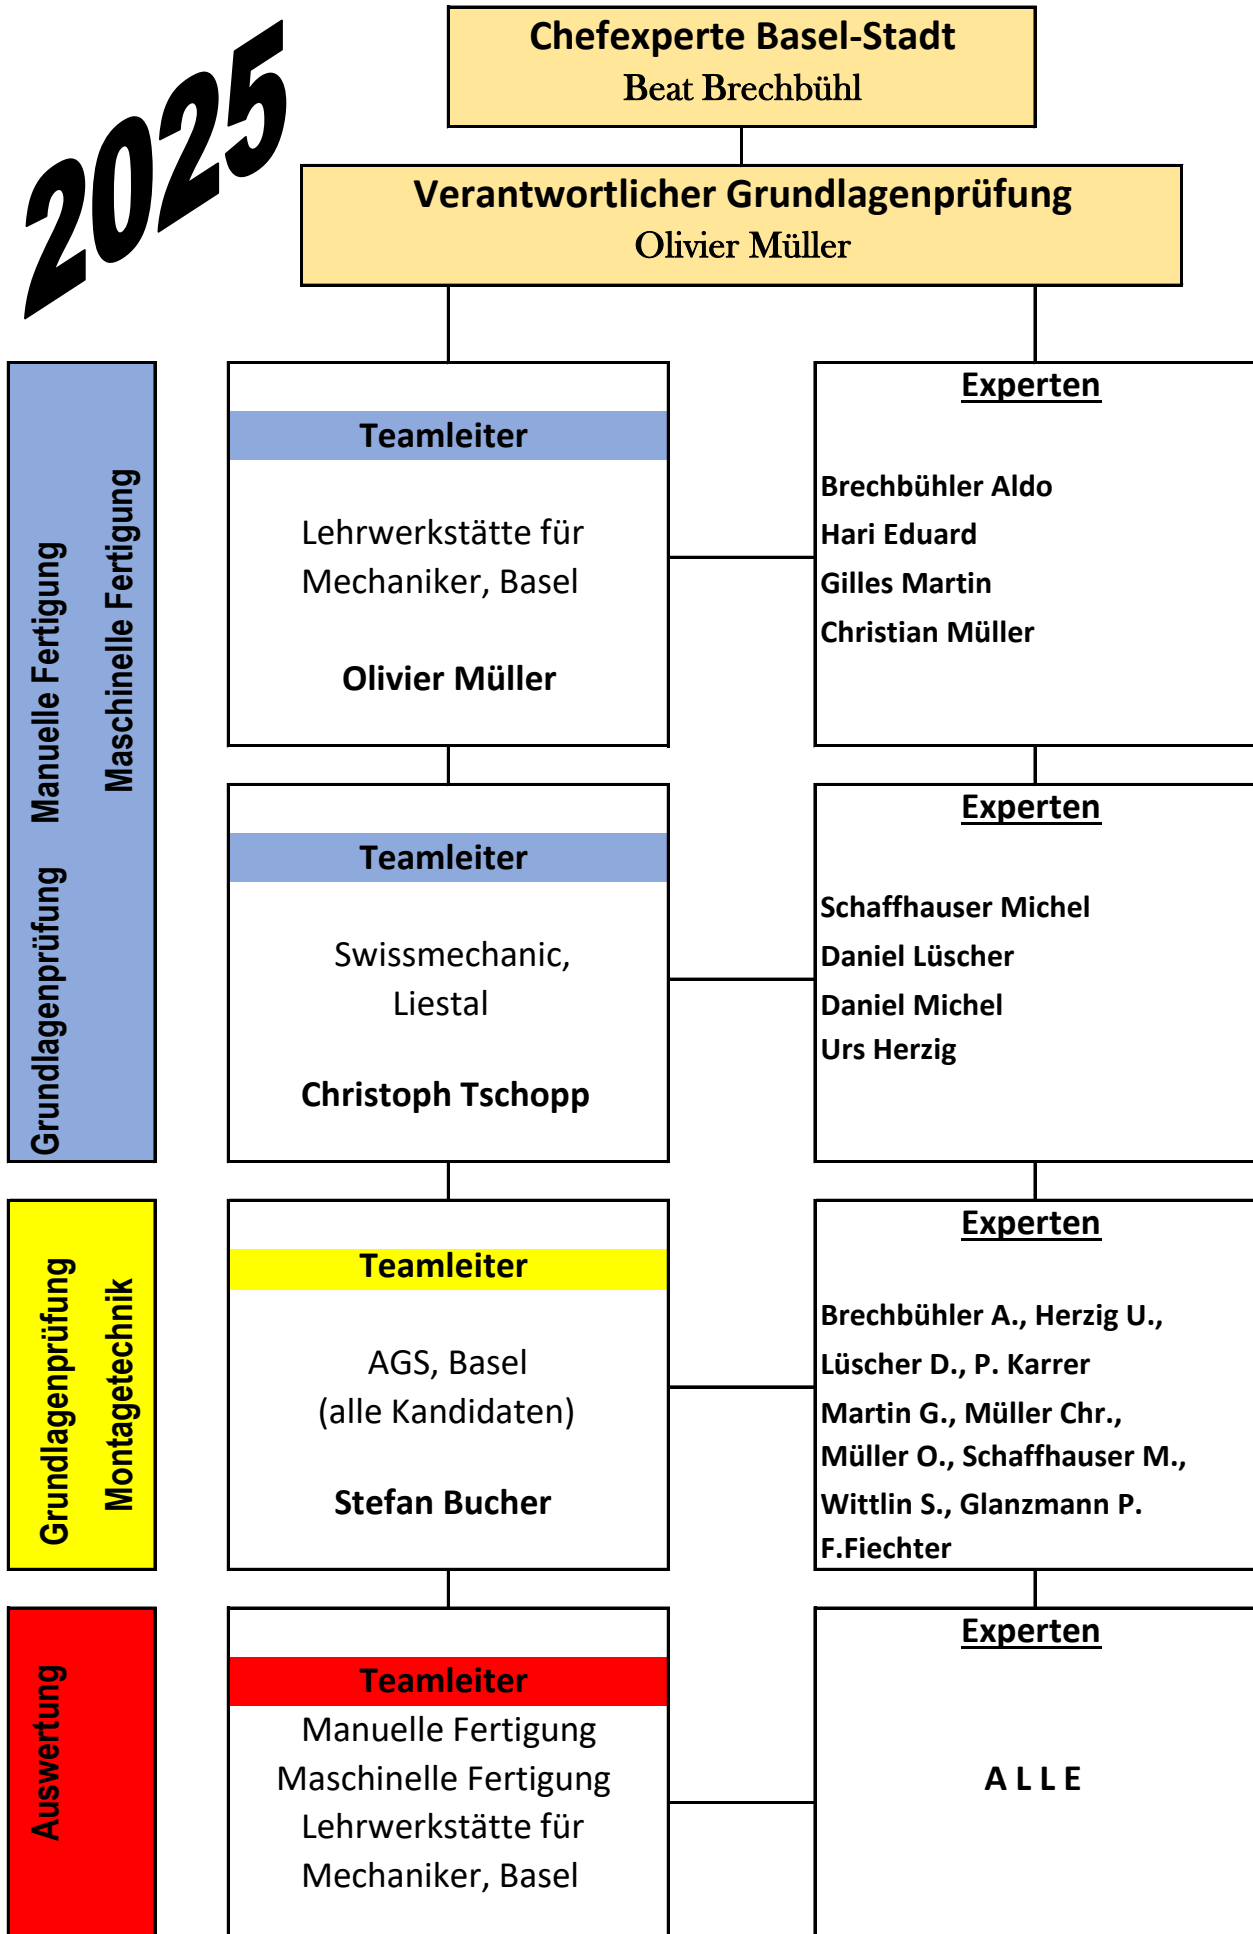 2025
Chefexperte Basel-Stadt
Beat Brechbühl
Verantwortlicher Grundlagenprüfung
Olivier Müller
Grundlagenprüfung Manuelle Fertigung
Maschinelle Fertigung
Teamleiter
Lehrwerkstätte für
Mechaniker, Basel
Olivier Müller
Experten
Brechbühler Aldo
Hari Eduard
Gilles Martin
Christian Müller
Teamleiter
Swissmechanic,
Liestal
Christoph Tschopp
Experten
Schaffhauser Michel
Daniel Lüscher
Daniel Michel
Urs Herzig
Grundlagenprüfung
Montagetechnik
Teamleiter
AGS, Basel
(alle Kandidaten)
Stefan Bucher
Experten
Brechbühler A., Herzig U.,
Lüscher D., P. Karrer
Martin G., Müller Chr.,
Müller O., Schaffhauser M.,
Wittlin S., Glanzmann P.
F.Fiechter
Auswertung
Teamleiter
Manuelle Fertigung
Maschinelle Fertigung
Lehrwerkstätte für
Mechaniker, Basel
Experten
A L L E